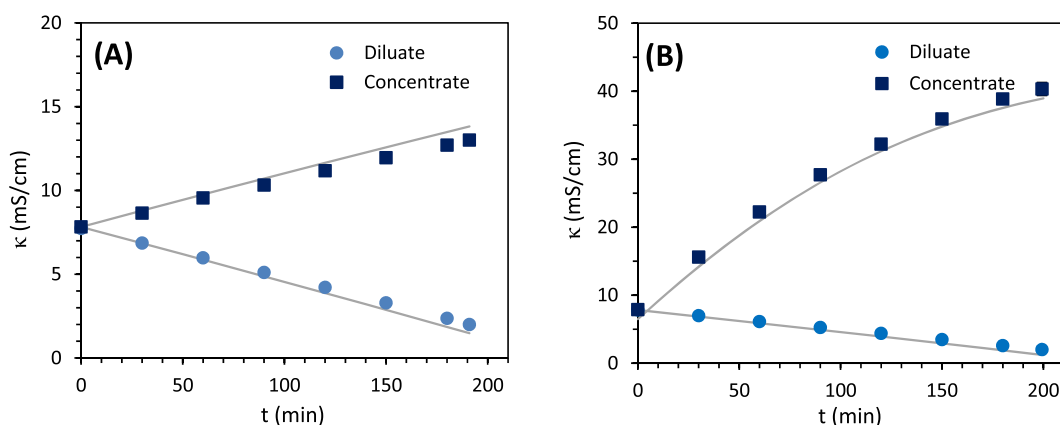 (A)
Diluate
Concentrate
κ (mS/cm)
20
15
10
5
0
0 50 100 150 200
t (min)
(B)
Diluate
Concentrate
κ (mS/cm)
50
40
30
20
10
0
0 50 100 150 200
t (min)